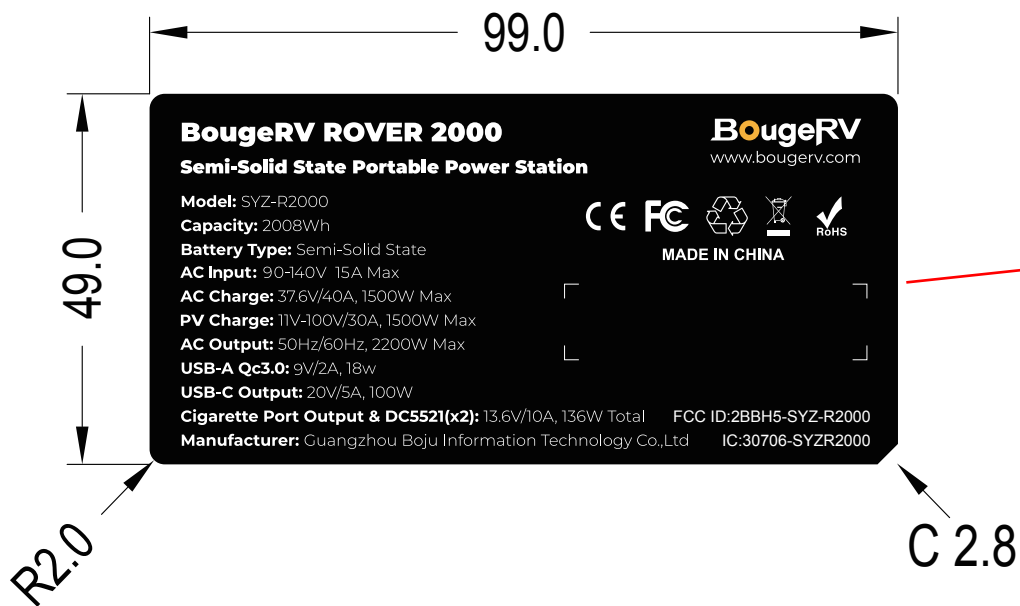 99.0
49.0
BougeRV ROVER 2000
Semi-Solid State Portable Power Station
BougeRV
www.bougerv.com
Model: SYZ-R2000
Capacity: 2008Wh
Battery Type: Semi-Solid State
AC Input: 90-140V 15A Max
AC Charge: 37.6V/40A, 1500W Max
PV Charge: 11V-100V/30A, 1500W Max
AC Output: 50Hz/60Hz, 2200W Max
USB-A Qc3.0: 9V/2A, 18w
USB-C Output: 20V/5A, 100W
Cigarette Port Output & DC5521(x2): 13.6V/10A, 136W Total
Manufacturer: Guangzhou Boju Information Technology Co.,Ltd
CE FC RoHS
MADE IN CHINA
FCC ID:2BBH5-SYZ-R2000
IC:30706-SYZR2000
R2.0
C 2.8